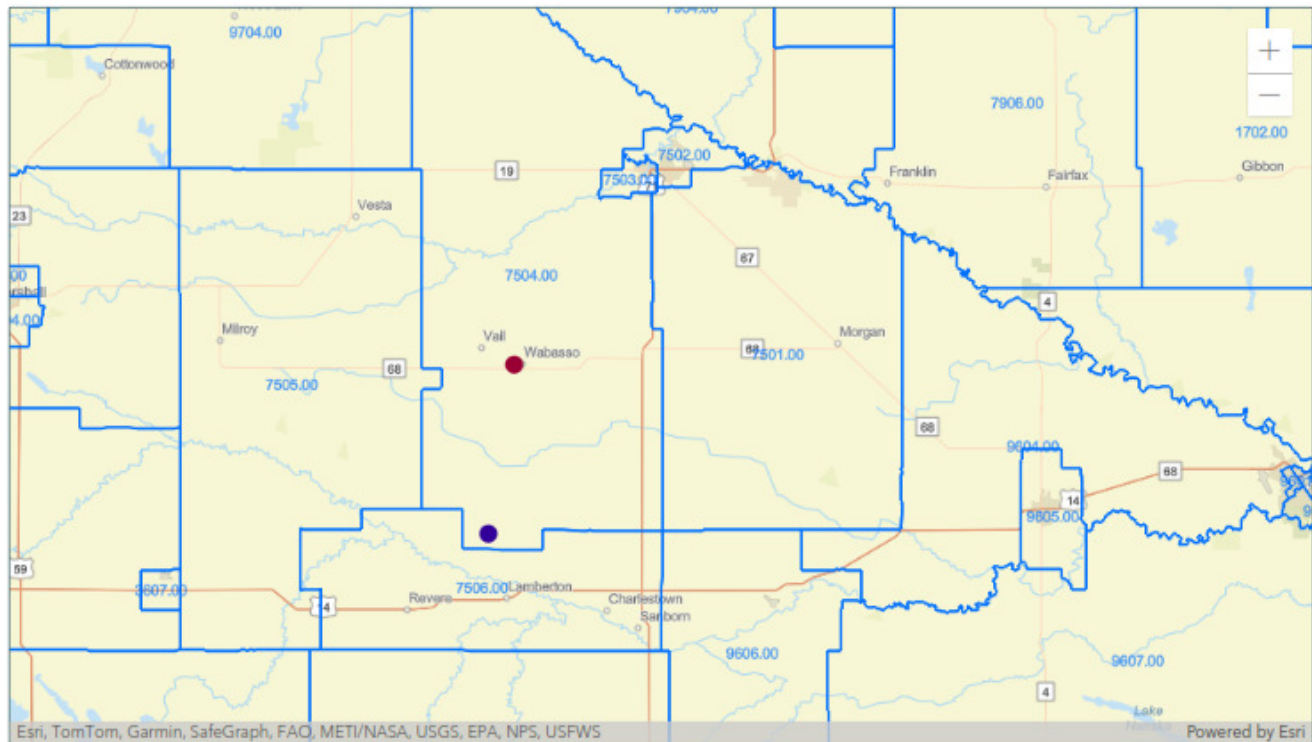 9704.00
Cottonwood
7906.00
1702.00
+
−
7502.00
Gibbon
Franklin
Fairfax
19
7503.00
23
Vesta
67
7504.00
4
Milroy
Vail
Wabasso
68
7501.00
Morgan
68
7505.00
68
9604.00
68
14
9605.00
59
3607.00
7506.00
Lamberton
Revere
Charlestown
Sanborn
9606.00
9607.00
4
Lake
Esri, TomTom, Garmin, SafeGraph, FAO, METI/NASA, USGS, EPA, NPS, USFWS
Powered by Esri